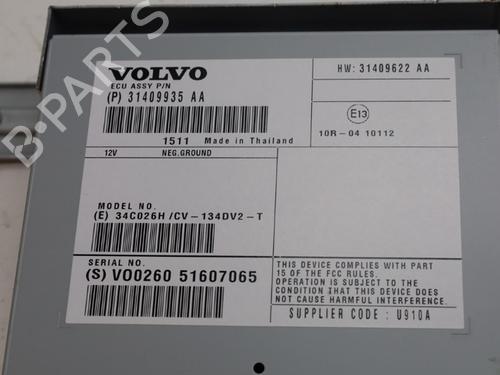 VOLVO
ECU ASSY P/N
(P) 31409935 AA
1511 Made in Thailand
12V NEG.GROUND
MODEL NO.
(E) 34C026H /CV-134DV2-T
SERIAL NO.
(S) VO0260 51607065
HW: 31409622 AA
E13
10R-04 10112
THIS DEVICE COMPLIES WITH PART
15 OF THE FCC RULES.
OPERATION IS SUBJECT TO THE
CONDITION THAT THIS DEVICE DOES
NOT CAUSE HARMFUL INTERFERENCE.
SUPPLIER CODE : U910A
B-PARTS